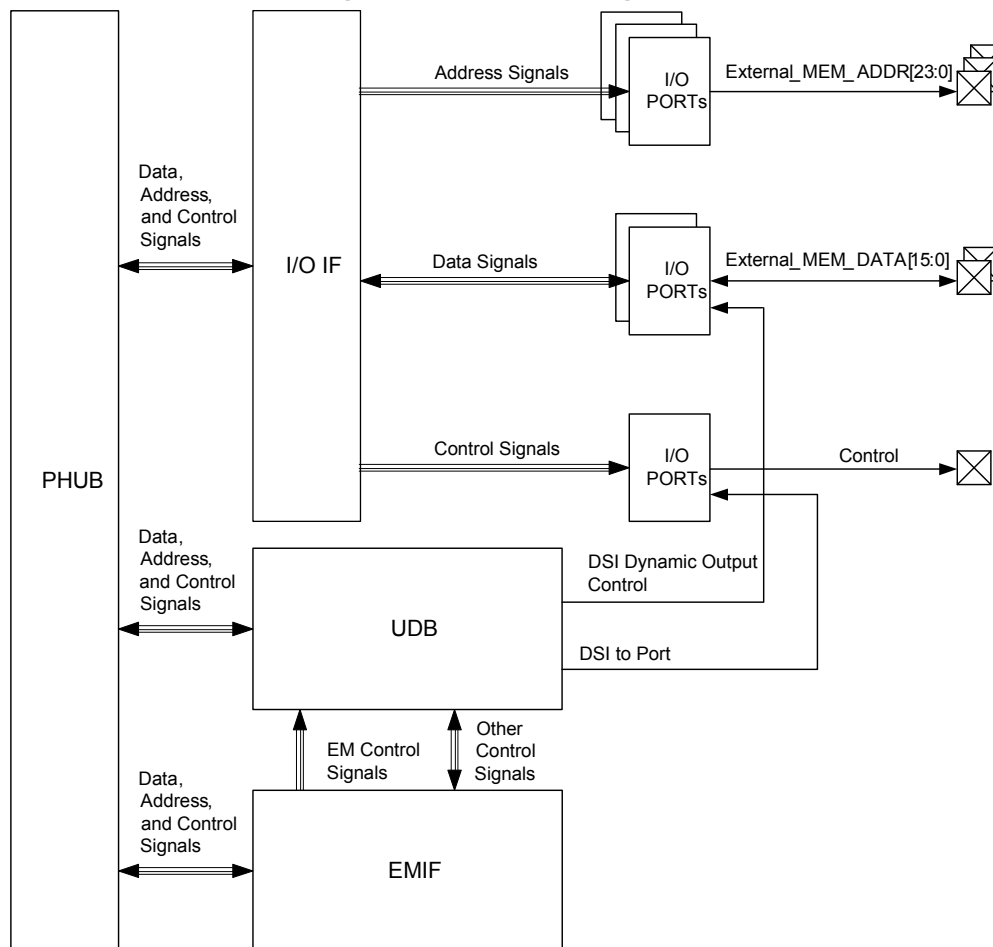 Address Signals
I/O
PORTs
External_MEM_ADDR[23:0]
Data,
Address,
and Control
Signals
I/O IF
Data Signals
I/O
PORTs
External_MEM_DATA[15:0]
Control Signals
I/O
PORTs
Control
PHUB
Data,
Address,
and Control
Signals
UDB
DSI Dynamic Output
Control
DSI to Port
EM Control
Signals
Other
Control
Signals
Data,
Address,
and Control
Signals
EMIF